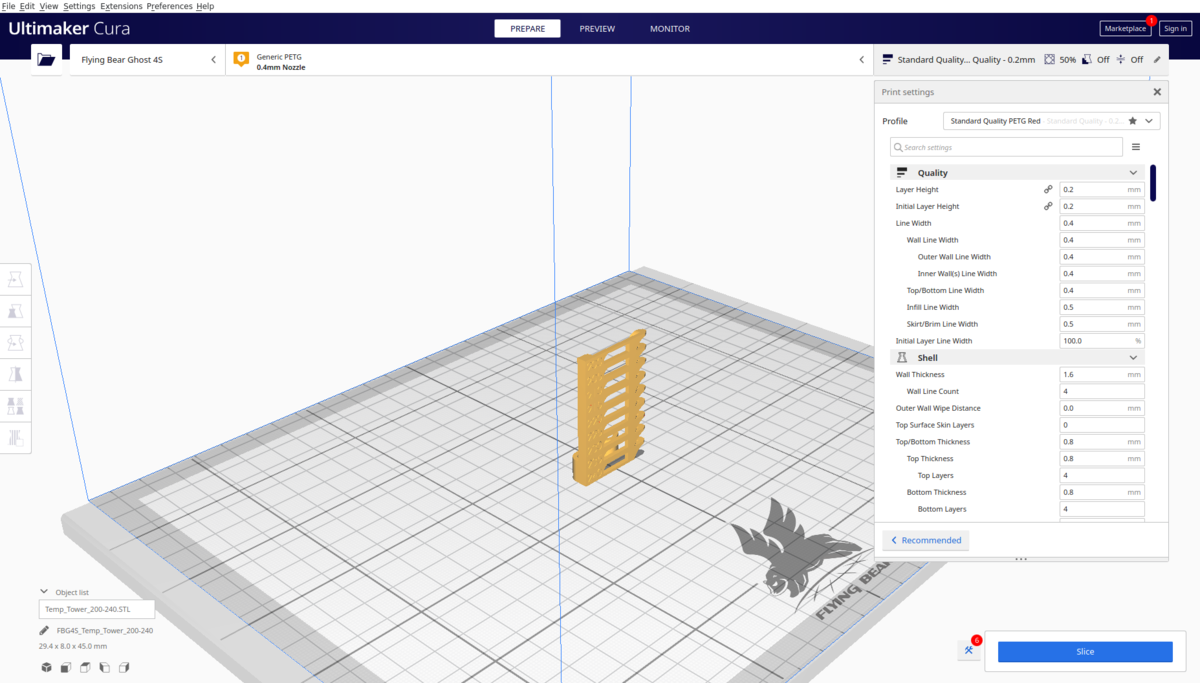 File Edit View Settings Extensions Preferences Help
Ultimaker Cura
PREPARE PREVIEW MONITOR
Marketplace 1 Sign in
Flying Bear Ghost 4S
1 Generic PETG
0.4mm Nozzle
Standard Quality... Quality - 0.2mm 50% Off Off
Print settings
Profile Standard Quality PETG Red Standard Quality - 0.2...
Search settings
Quality
Layer Height 0.2 mm
Initial Layer Height 0.2 mm
Line Width 0.4 mm
Wall Line Width 0.4 mm
Outer Wall Line Width 0.4 mm
Inner Wall(s) Line Width 0.4 mm
Top/Bottom Line Width 0.4 mm
Infill Line Width 0.5 mm
Skirt/Brim Line Width 0.5 mm
Initial Layer Line Width 100.0 %
Shell
Wall Thickness 1.6 mm
Wall Line Count 4
Outer Wall Wipe Distance 0.0 mm
Top Surface Skin Layers 0
Top/Bottom Thickness 0.8 mm
Top Thickness 0.8 mm
Top Layers 4
Bottom Thickness 0.8 mm
Bottom Layers 4
Recommended
FLYING BEAR
Object list
Temp_Tower_200-240.STL
FBG4S_Temp_Tower_200-240
29.4 x 8.0 x 45.0 mm
6
Slice